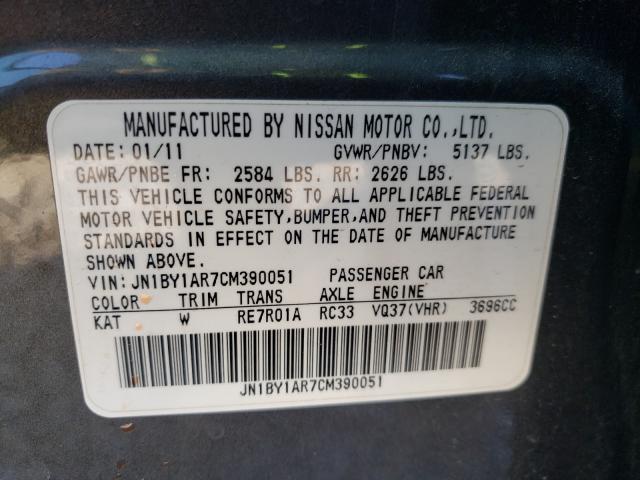 MANUFACTURED BY NISSAN MOTOR CO.,LTD.
DATE: 01/11 GVWR/PNBV: 5137 LBS.
GAWR/PNBE FR: 2584 LBS. RR: 2626 LBS.
THIS VEHICLE CONFORMS TO ALL APPLICABLE FEDERAL
MOTOR VEHICLE SAFETY,BUMPER,AND THEFT PREVENTION
STANDARDS IN EFFECT ON THE DATE OF MANUFACTURE
SHOWN ABOVE.
VIN: JN1BY1AR7CM390051 PASSENGER CAR
COLOR TRIM TRANS AXLE ENGINE
KAT W RE7R01A RC33 VQ37(VHR) 3696CC
JN1BY1AR7CM390051